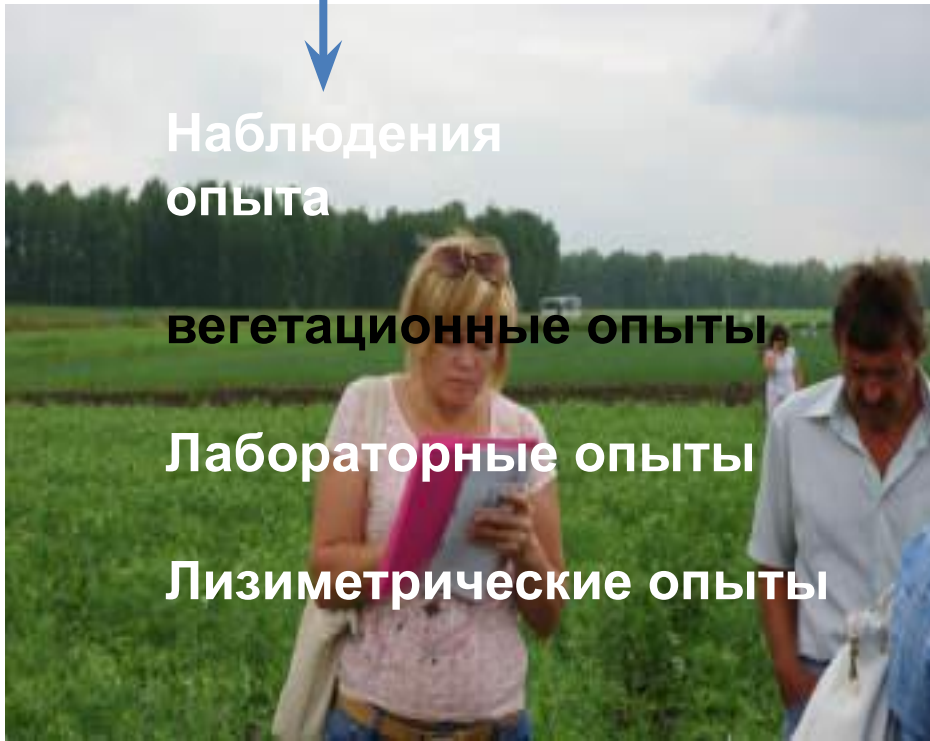 Наблюдения
опыта
вегетационные опыты
Лабораторные опыты
Лизиметрические опыты